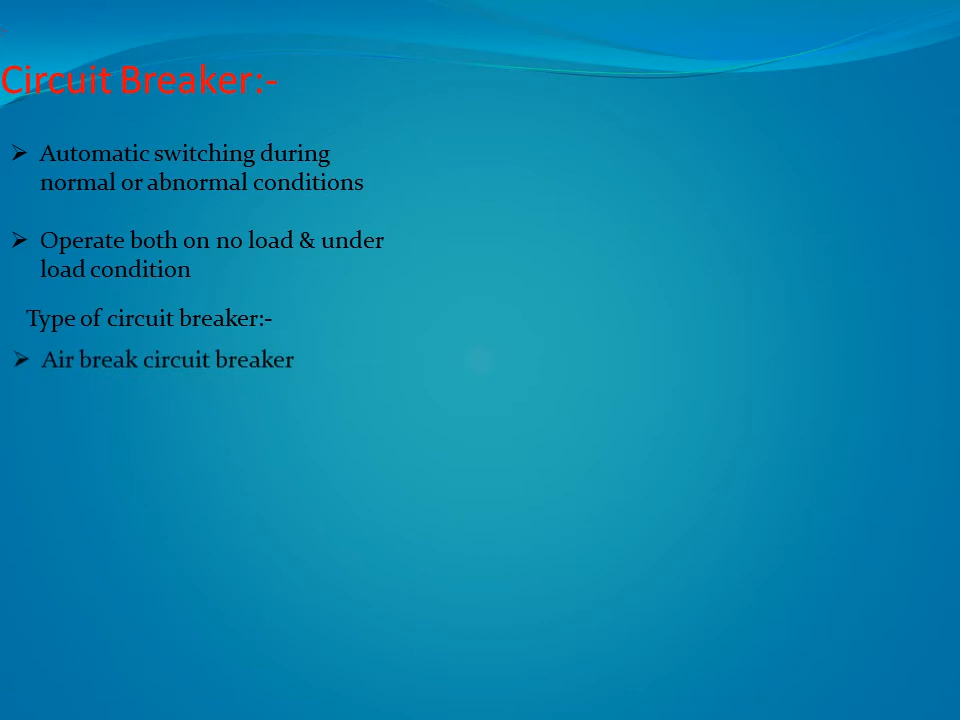 Circuit Breaker:-
➢ Automatic switching during
normal or abnormal conditions
➢ Operate both on no load & under
load condition
Type of circuit breaker:-
➢ Air break circuit breaker